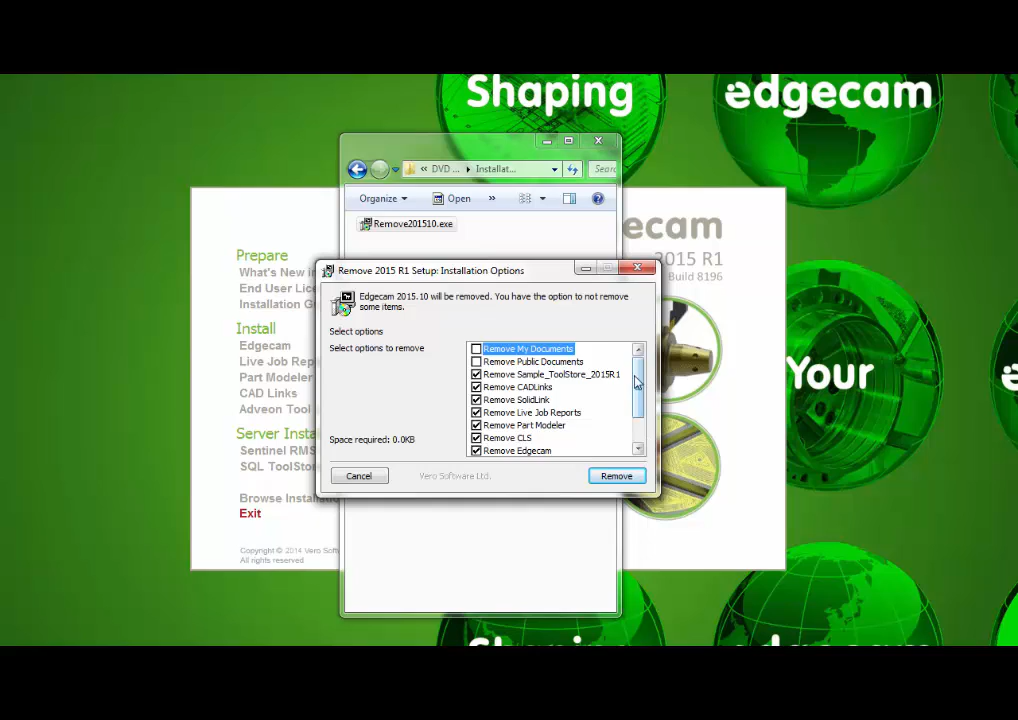 Shaping
edgecam
DVD ...
Installat...
Sear
Organize
Open
»
Remove201510.exe
ecam
2015 R1
Build 8196
Prepare
What's New in
End User Lice
Installation G
Install
Edgecam
Live Job Rep
Part Modeler
CAD Links
Adveon Tool
Server Insta
Sentinel RMS
SQL ToolStor
Browse Installatio
Exit
Copyright © 2014 Vero Soft
All rights reserved
Remove 2015 R1 Setup: Installation Options
Edgecam 2015.10 will be removed. You have the option to not remove
some items.
Select options
Select options to remove
Remove My Documents
Remove Public Documents
Remove Sample_ToolStore_2015R1
Remove CADLinks
Remove SolidLink
Remove Live Job Reports
Remove Part Modeler
Remove CLS
Remove Edgecam
Space required: 0.0KB
Cancel
Vero Software Ltd.
Remove
Your